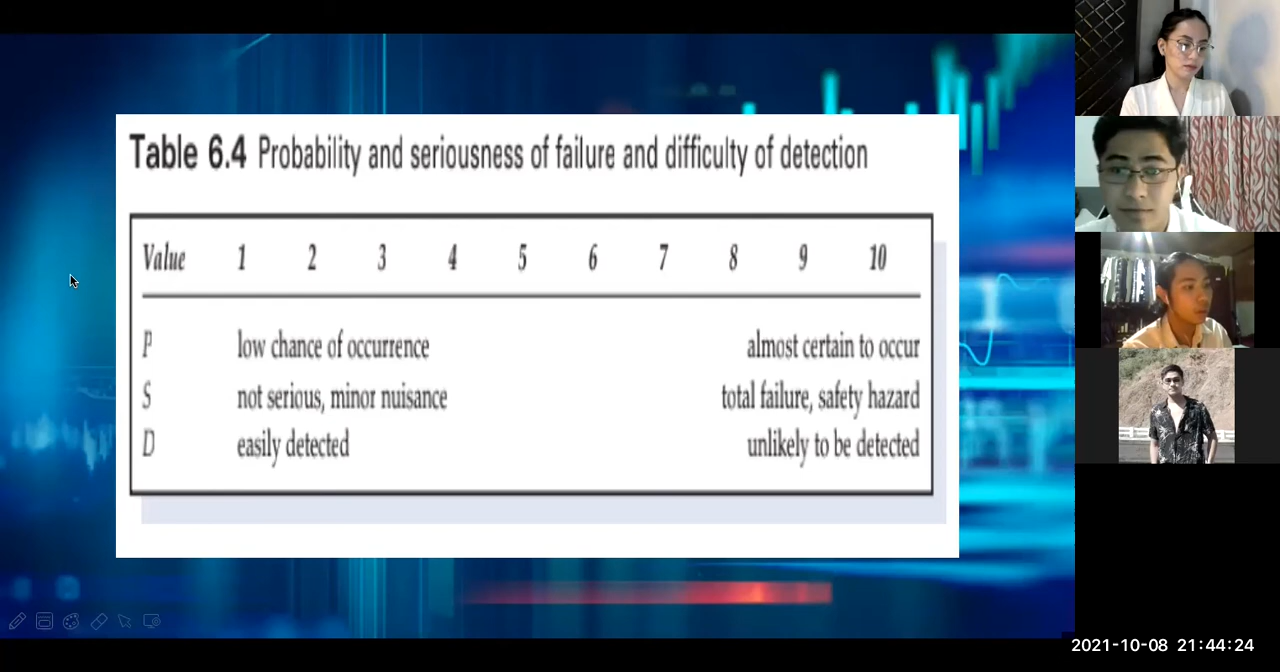 Table 6.4 Probability and seriousness of failure and difficulty of detection
Value 1 2 3 4 5 6 7 8 9 10
P low chance of occurrence almost certain to occur
S not serious, minor nuisance total failure, safety hazard
D easily detected unlikely to be detected
2021-10-08 21:44:24